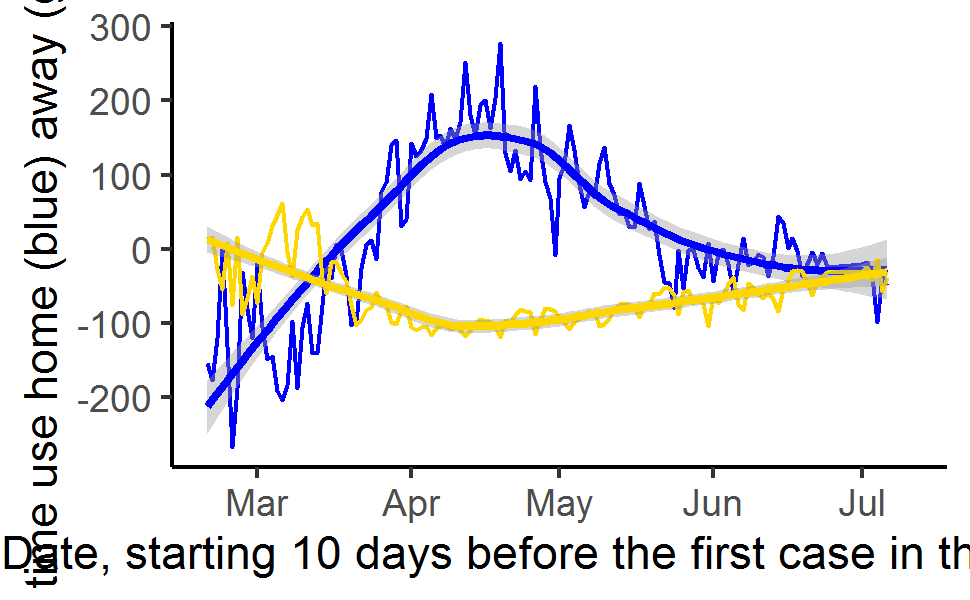 time use home (blue) away (
300
200
100
0
-100
-200
Mar Apr May Jun Jul
Date, starting 10 days before the first case in th